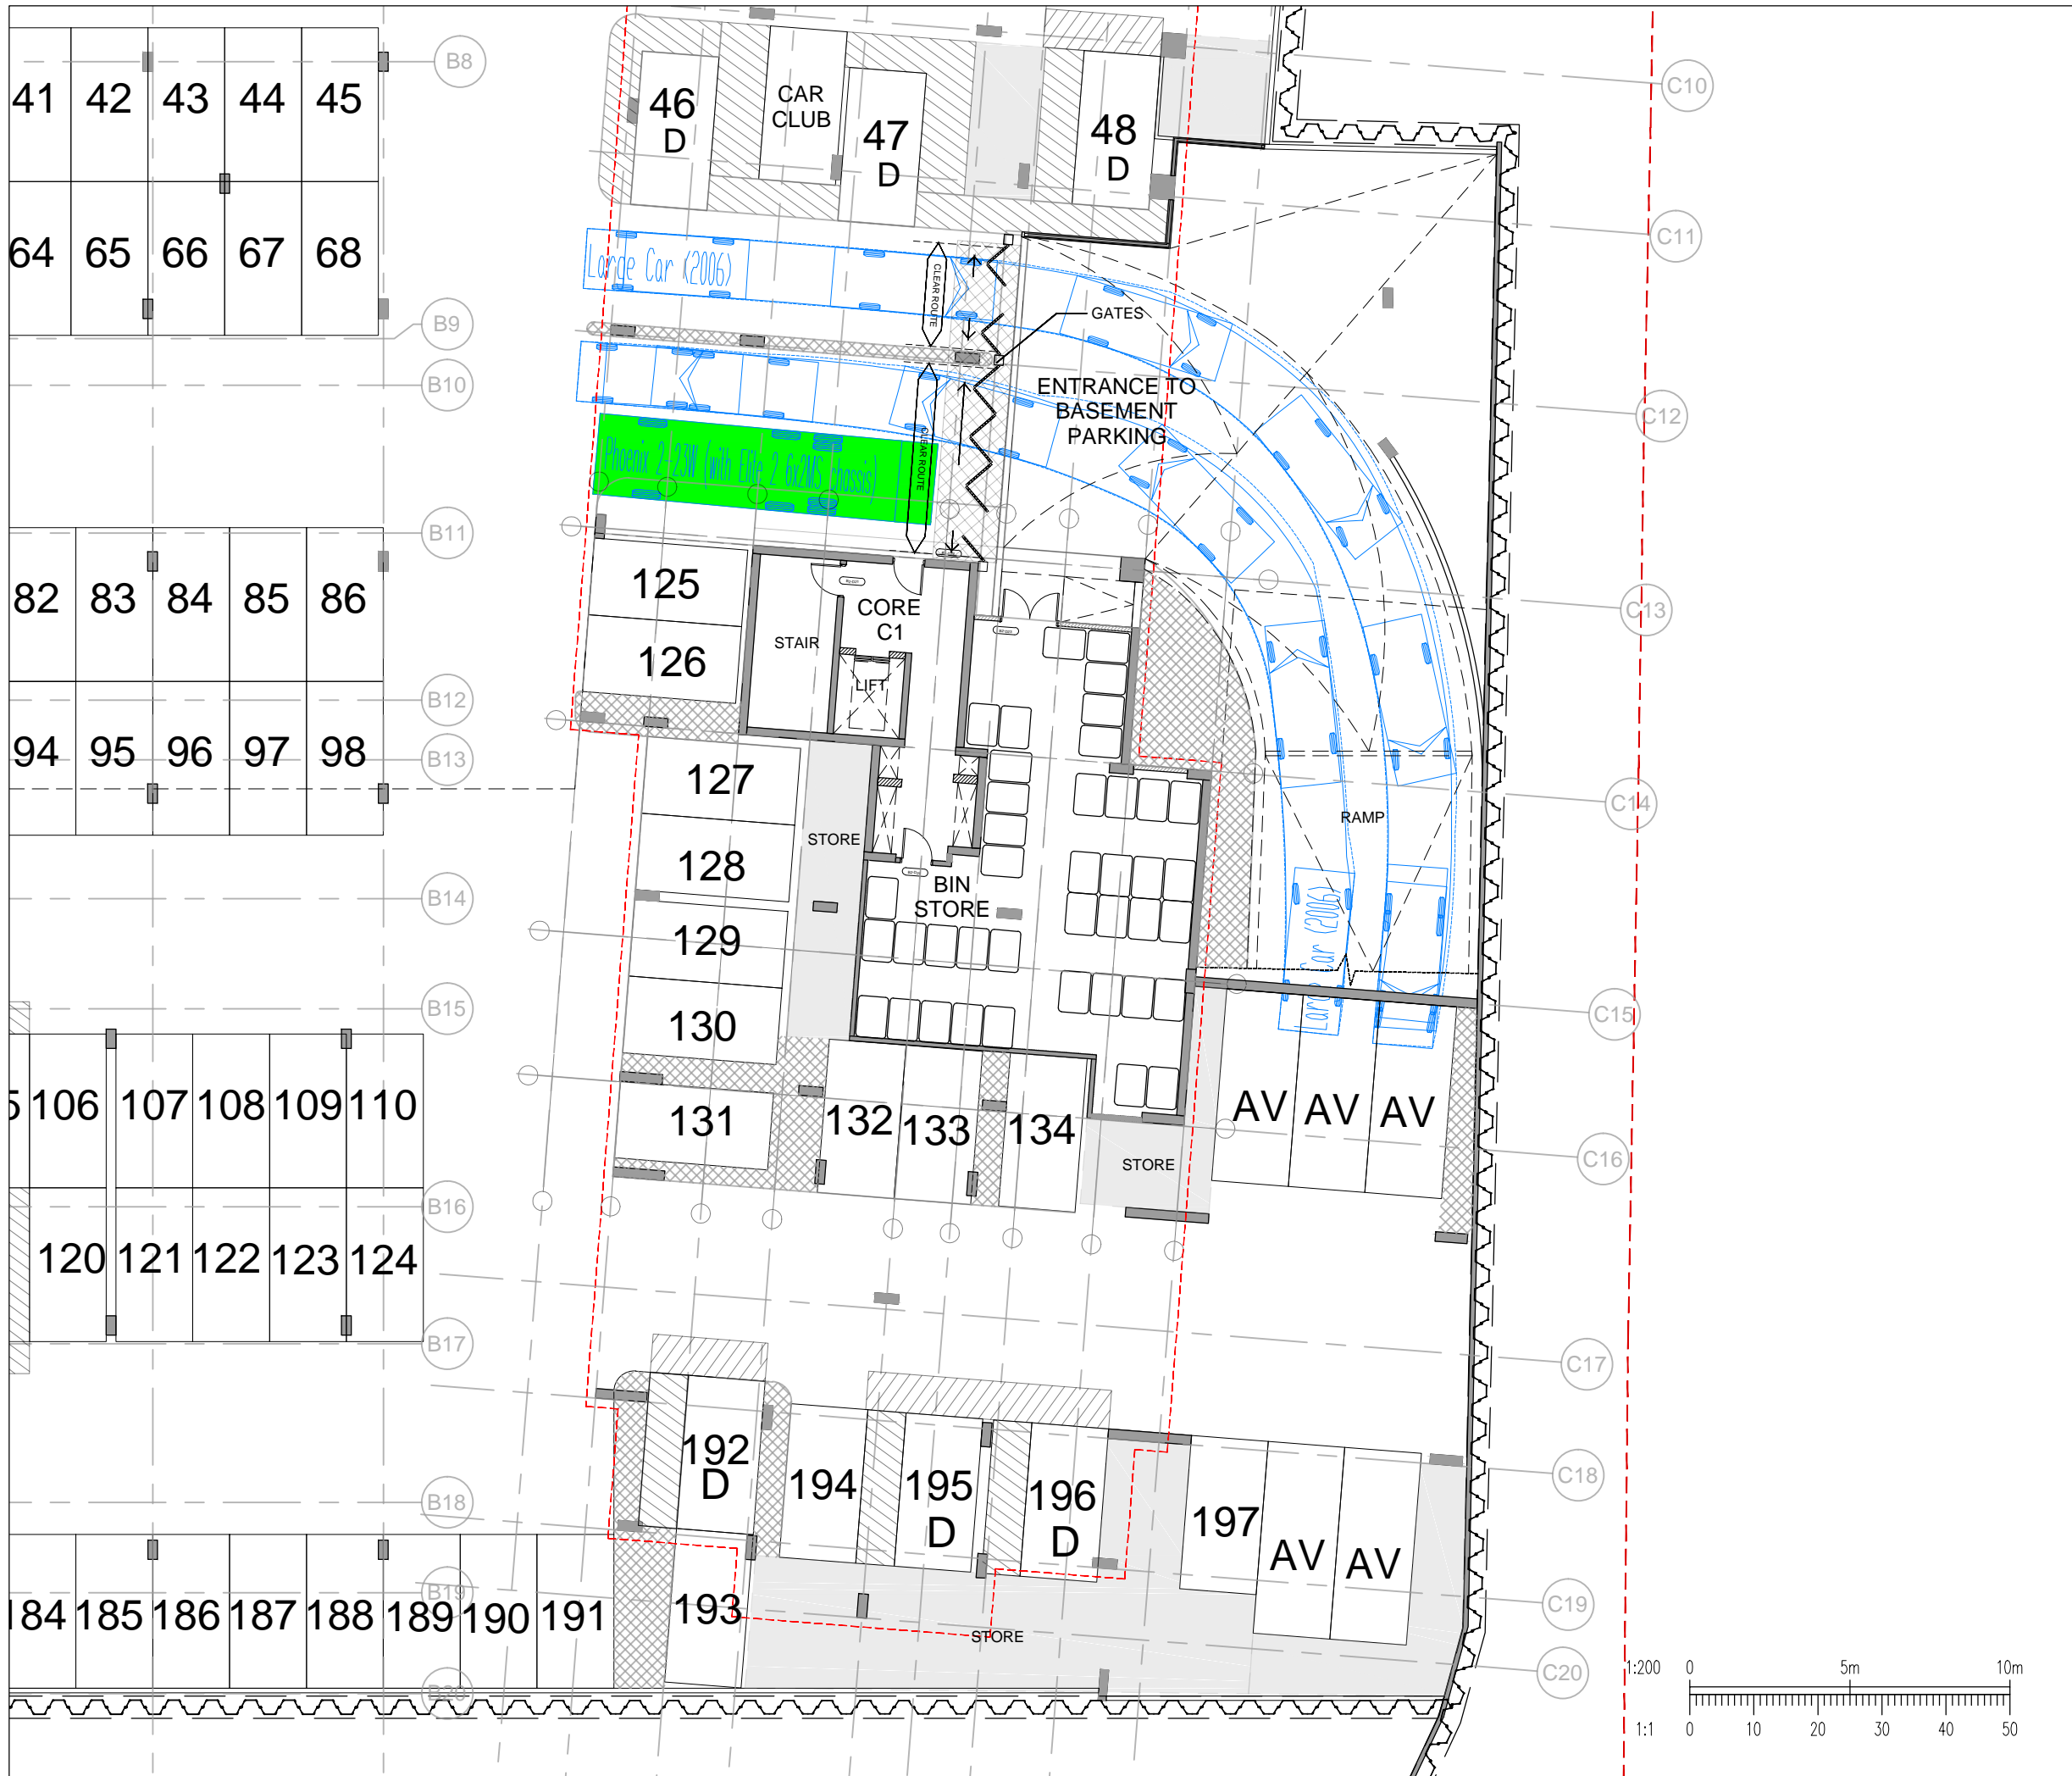 B8
C10
41 42 43 44 45
46
D
CAR
CLUB
47
D
48
D
C11
64 65 66 67 68
CLEAR ROUTE
GATES
B9
B10
ENTRANCE TO
BASEMENT
PARKING
C12
Phoenix 2-23W (with Elite 2 6x2MS chassis)
CLEAR ROUTE
B11
82 83 84 85 86
125
126
STAIR
CORE
C1
LIFT
C13
B12
94 95 96 97 98
B13
127
128
STORE
C14
RAMP
B14
129
130
BIN
STORE
Large Car (2006)
B15
C15
106 107 108 109 110
131
132 133 134
STORE
AV AV AV
C16
B16
120 121 122 123 124
B17
C17
192
D
194
195
D
196
D
197
AV AV
C18
B18
184 185 186 187 188 189 190 191
193
B19
C19
STORE
C20
B20
1:200 0 5m 10m
1:1 0 10 20 30 40 50